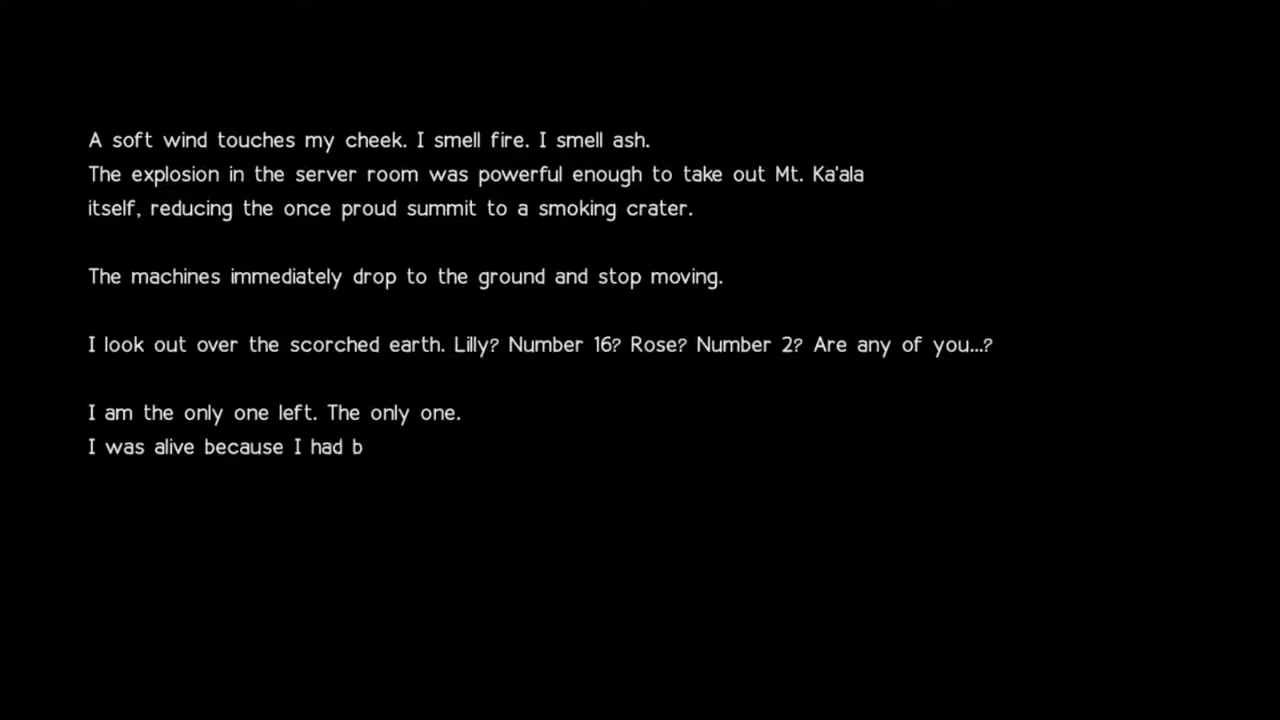 A soft wind touches my cheek. I smell fire. I smell ash.
The explosion in the server room was powerful enough to take out Mt. Ka'ala
itself, reducing the once proud summit to a smoking crater.
The machines immediately drop to the ground and stop moving.
I look out over the scorched earth. Lilly? Number 16? Rose? Number 2? Are any of you...?
I am the only one left. The only one.
I was alive because I had b